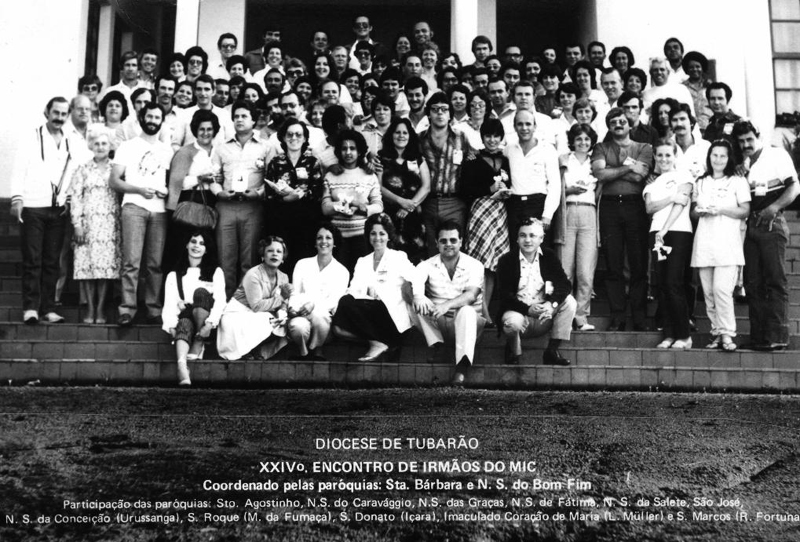 DIOCESE DE TUBARÃO
XXIVº, ENCONTRO DE IRMÃOS DO MIC
Coordenado pelas paróquias: Sta. Bárbara e N. S. do Bom Fim
Participação das paróquias: Sto. Agostinho, N.S. do Caravággio, N.S. das Graças, N.S. de Fátima, N. S. da Salete, São José,
N. S. da Conceição (Urussanga), S. Roque (M. da Fumaça), S. Donato (Içara), Imaculado Coração de Maria (L. Müller) e S. Marcos (R. Fortuna